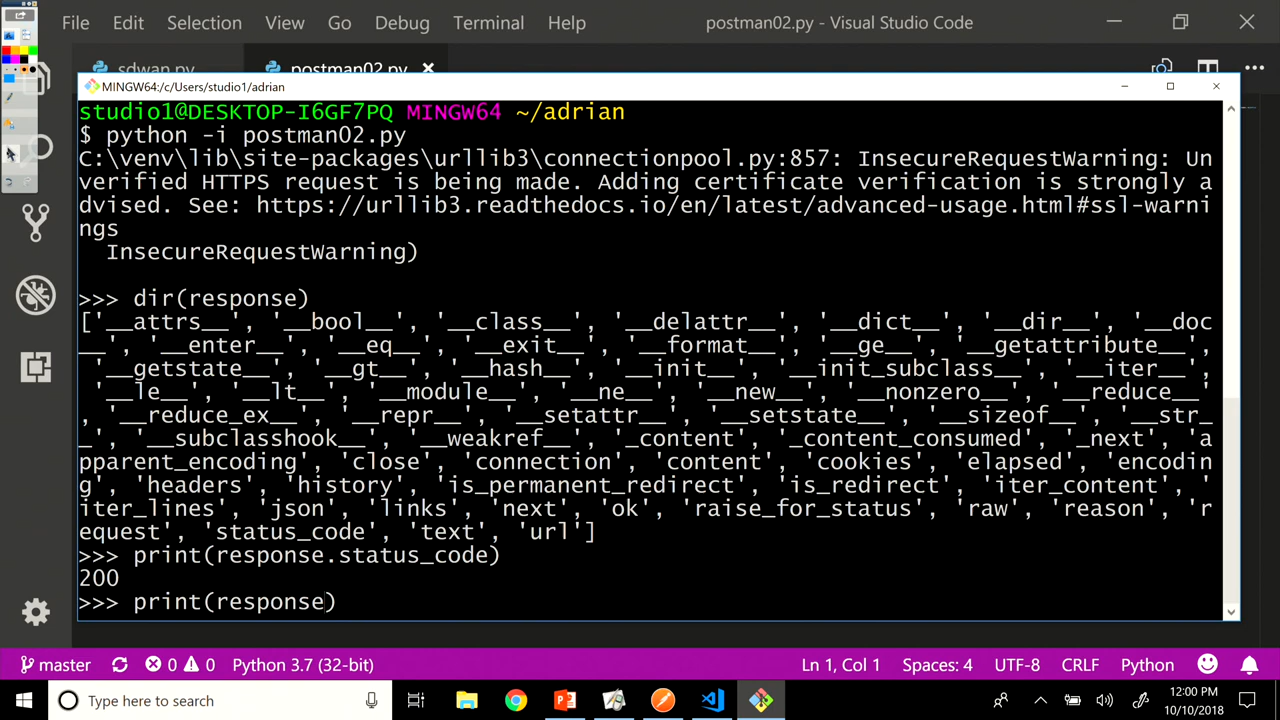 File Edit Selection View Go Debug Terminal Help postman02.py - Visual Studio Code
sdwan.py postman02.py
MINGW64:/c/Users/studio1/adrian
studio1@DESKTOP-I6GF7PQ MINGW64 ~/adrian
$ python -i postman02.py
C:\venv\lib\site-packages\urllib3\connectionpool.py:857: InsecureRequestWarning: Un
verified HTTPS request is being made. Adding certificate verification is strongly a
dvised. See: https://urllib3.readthedocs.io/en/latest/advanced-usage.html#ssl-warni
ngs
InsecureRequestWarning)
>>> dir(response)
['__attrs__', '__bool__', '__class__', '__delattr__', '__dict__', '__dir__', '__doc
__', '__enter__', '__eq__', '__exit__', '__format__', '__ge__', '__getattribute__',
'__getstate__', '__gt__', '__hash__', '__init__', '__init_subclass__', '__iter__',
'__le__', '__lt__', '__module__', '__ne__', '__new__', '__nonzero__', '__reduce__'
, '__reduce_ex__', '__repr__', '__setattr__', '__setstate__', '__sizeof__', '__str_
_', '__subclasshook__', '__weakref__', '_content', '_content_consumed', '_next', 'a
pparent_encoding', 'close', 'connection', 'content', 'cookies', 'elapsed', 'encodin
g', 'headers', 'history', 'is_permanent_redirect', 'is_redirect', 'iter_content', '
iter_lines', 'json', 'links', 'next', 'ok', 'raise_for_status', 'raw', 'reason', 'r
equest', 'status_code', 'text', 'url']
>>> print(response.status_code)
200
>>> print(response)
master 0 0 Python 3.7 (32-bit) Ln 1, Col 1 Spaces: 4 UTF-8 CRLF Python
Type here to search 12:00 PM
10/10/2018